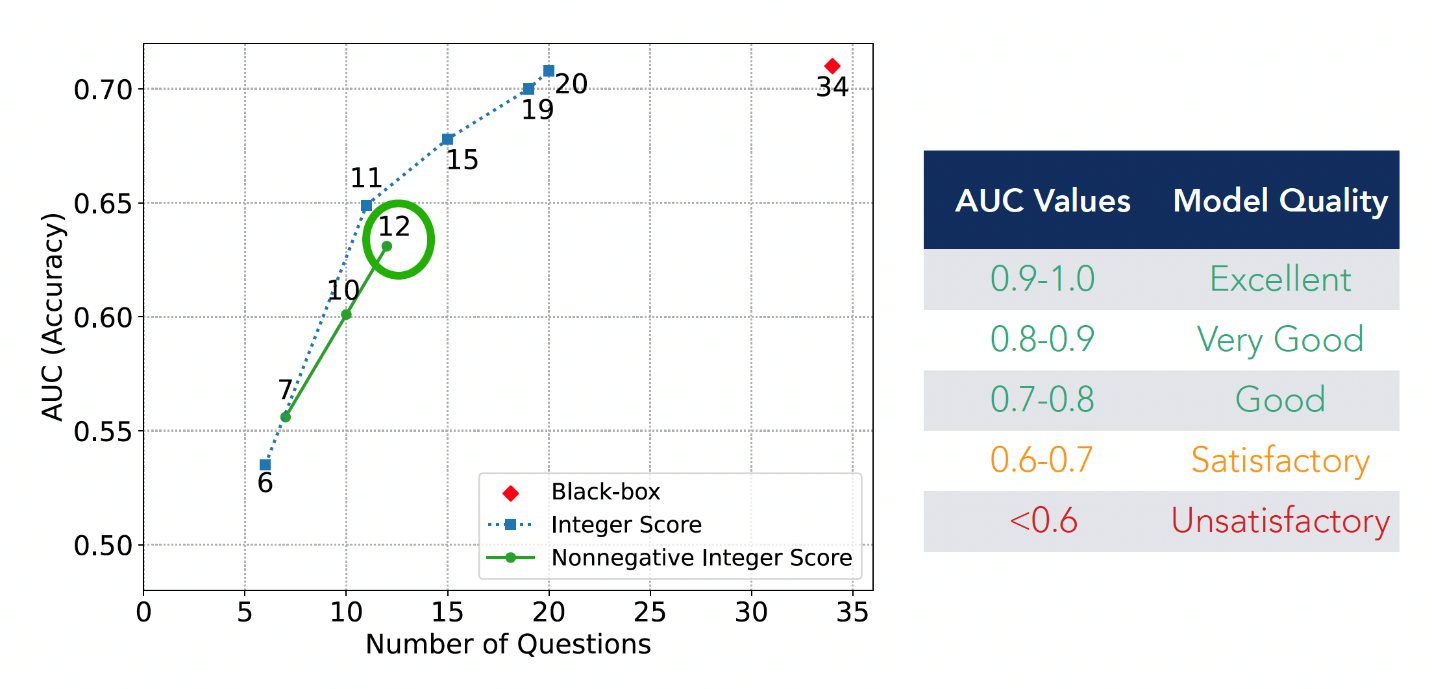 AUC (Accuracy)
0.70
0.65
0.60
0.55
0.50
20
34
19
15
11
12
10
7
6
Black-box
Integer Score
Nonnegative Integer Score
0 5 10 15 20 25 30 35
Number of Questions
AUC Values Model Quality
0.9-1.0 Excellent
0.8-0.9 Very Good
0.7-0.8 Good
0.6-0.7 Satisfactory
<0.6 Unsatisfactory